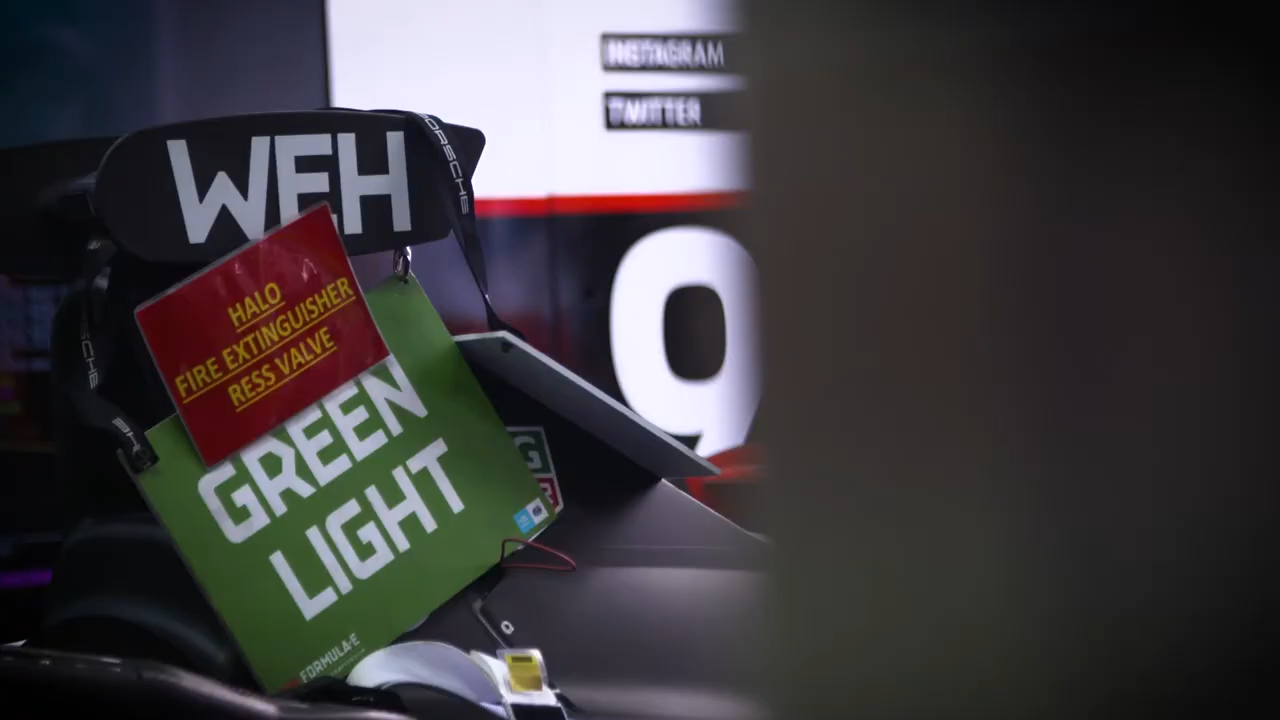 INSTAGRAM
TWITTER
WEH
PORSCHE
9
HALO
FIRE EXTINGUISHER
RESS VALVE
GREEN
LIGHT
FORMULA-E